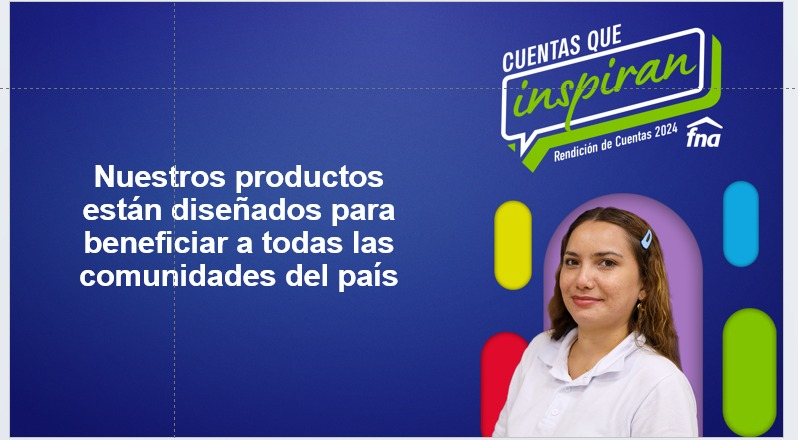 CUENTAS QUE
inspiran
Rendición de Cuentas 2024
fna
Nuestros productos
están diseñados para
beneficiar a todas las
comunidades del país